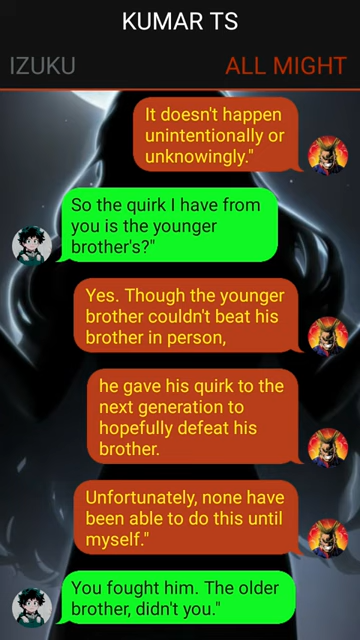 KUMAR TS
IZUKU
ALL MIGHT
It doesn't happen
unintentionally or
unknowingly."
So the quirk I have from
you is the younger
brother's?"
Yes. Though the younger
brother couldn't beat his
brother in person,
he gave his quirk to the
next generation to
hopefully defeat his
brother.
Unfortunately, none have
been able to do this until
myself."
You fought him. The older
brother, didn't you."